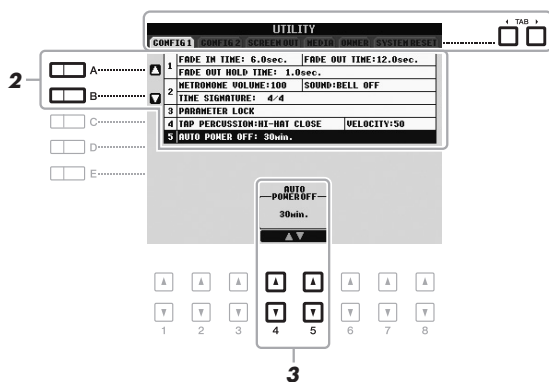 TAB
UTILITY
CONFIG 1 CONFIG 2 SCREEN OUT MEDIA OWNER SYSTEM RESET
2
A
B
C
D
E
1 FADE IN TIME: 6.0sec. FADE OUT TIME:12.0sec.
FADE OUT HOLD TIME: 1.0sec.
2 METRONOME VOLUME:100 SOUND:BELL OFF
TIME SIGNATURE: 4/4
3 PARAMETER LOCK
4 TAP PERCUSSION:HI-HAT CLOSE VELOCITY:50
5 AUTO POWER OFF: 30min.
AUTO
POWER OFF
30min.
1 2 3 4 5 6 7 8
3